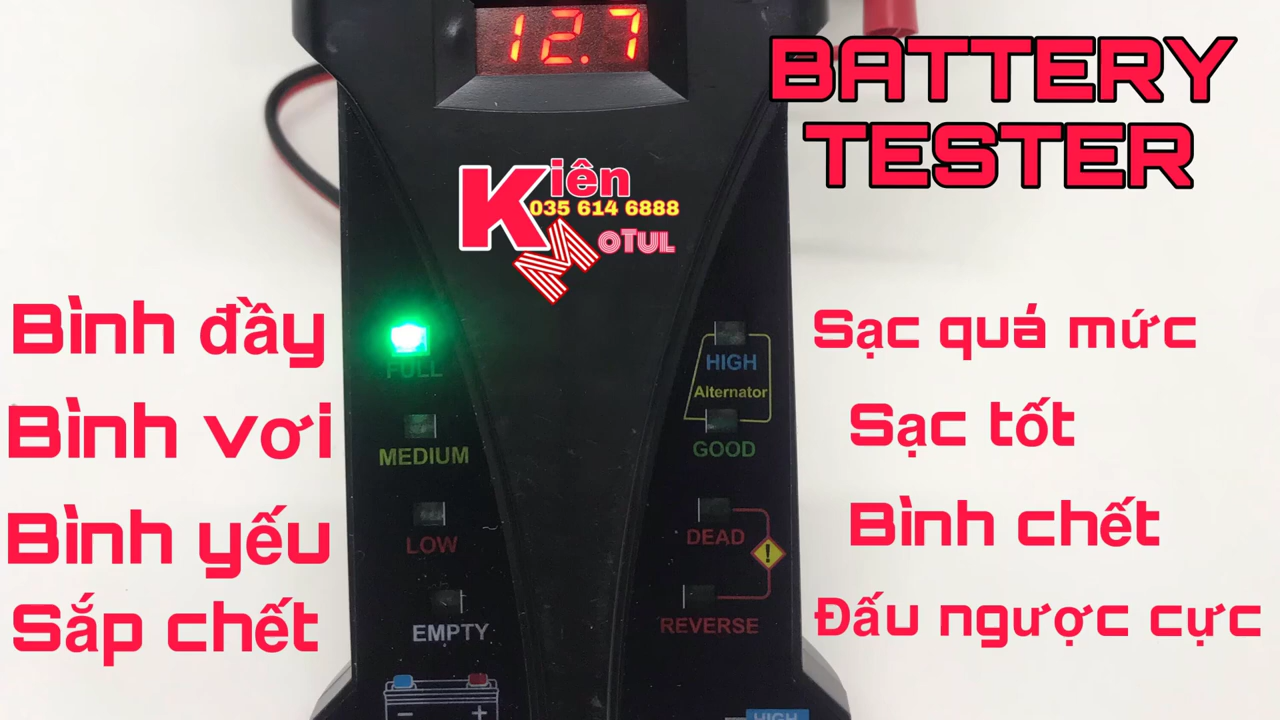 12.7
BATTERY
TESTER
Kiên
035 614 6888
MOTUL
Bình đầy
FULL
Sạc quá mức
HIGH
Alternator
Bình vơi
MEDIUM
GOOD
Sạc tốt
Bình yếu
LOW
DEAD
!
Bình chết
Sắp chết
EMPTY
REVERSE
Đấu ngược cực
- +
HIGH